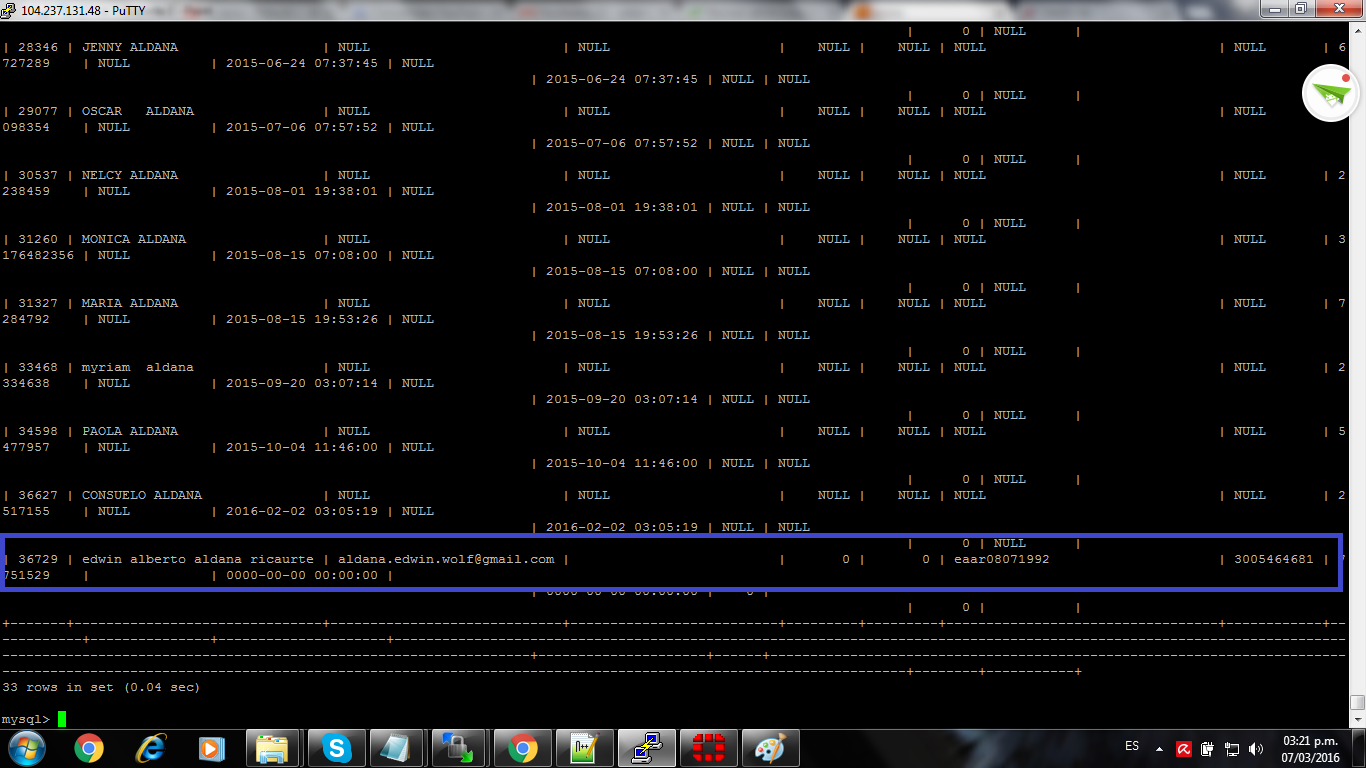 104.237.131.48 - PuTTY
| 0 | NULL |
| 28346 | JENNY ALDANA | NULL | NULL | NULL | NULL | NULL | NULL | 6
727289 | NULL | 2015-06-24 07:37:45 | NULL
| 2015-06-24 07:37:45 | NULL | NULL
| 0 | NULL |
| 29077 | OSCAR ALDANA | NULL | NULL | NULL | NULL | NULL | NULL |
098354 | NULL | 2015-07-06 07:57:52 | NULL
| 2015-07-06 07:57:52 | NULL | NULL
| 0 | NULL |
| 30537 | NELCY ALDANA | NULL | NULL | NULL | NULL | NULL | NULL | 2
238459 | NULL | 2015-08-01 19:38:01 | NULL
| 2015-08-01 19:38:01 | NULL | NULL
| 0 | NULL |
| 31260 | MONICA ALDANA | NULL | NULL | NULL | NULL | NULL | NULL | 3
176482356 | NULL | 2015-08-15 07:08:00 | NULL
| 2015-08-15 07:08:00 | NULL | NULL
| 0 | NULL |
| 31327 | MARIA ALDANA | NULL | NULL | NULL | NULL | NULL | NULL | 7
284792 | NULL | 2015-08-15 19:53:26 | NULL
| 2015-08-15 19:53:26 | NULL | NULL
| 0 | NULL |
| 33468 | myriam aldana | NULL | NULL | NULL | NULL | NULL | NULL | 2
334638 | NULL | 2015-09-20 03:07:14 | NULL
| 2015-09-20 03:07:14 | NULL | NULL
| 0 | NULL |
| 34598 | PAOLA ALDANA | NULL | NULL | NULL | NULL | NULL | NULL | 5
477957 | NULL | 2015-10-04 11:46:00 | NULL
| 2015-10-04 11:46:00 | NULL | NULL
| 0 | NULL |
| 36627 | CONSUELO ALDANA | NULL | NULL | NULL | NULL | NULL | NULL | 2
517155 | NULL | 2016-02-02 03:05:19 | NULL
| 2016-02-02 03:05:19 | NULL | NULL
| 0 | NULL |
| 36729 | edwin alberto aldana ricaurte | aldana.edwin.wolf@gmail.com | | 0 | 0 | eaar08071992 | 3005464681 |
751529 | | 0000-00-00 00:00:00 |
| 0 | |
33 rows in set (0.04 sec)
mysql>
ES
03:21 p.m.
07/03/2016